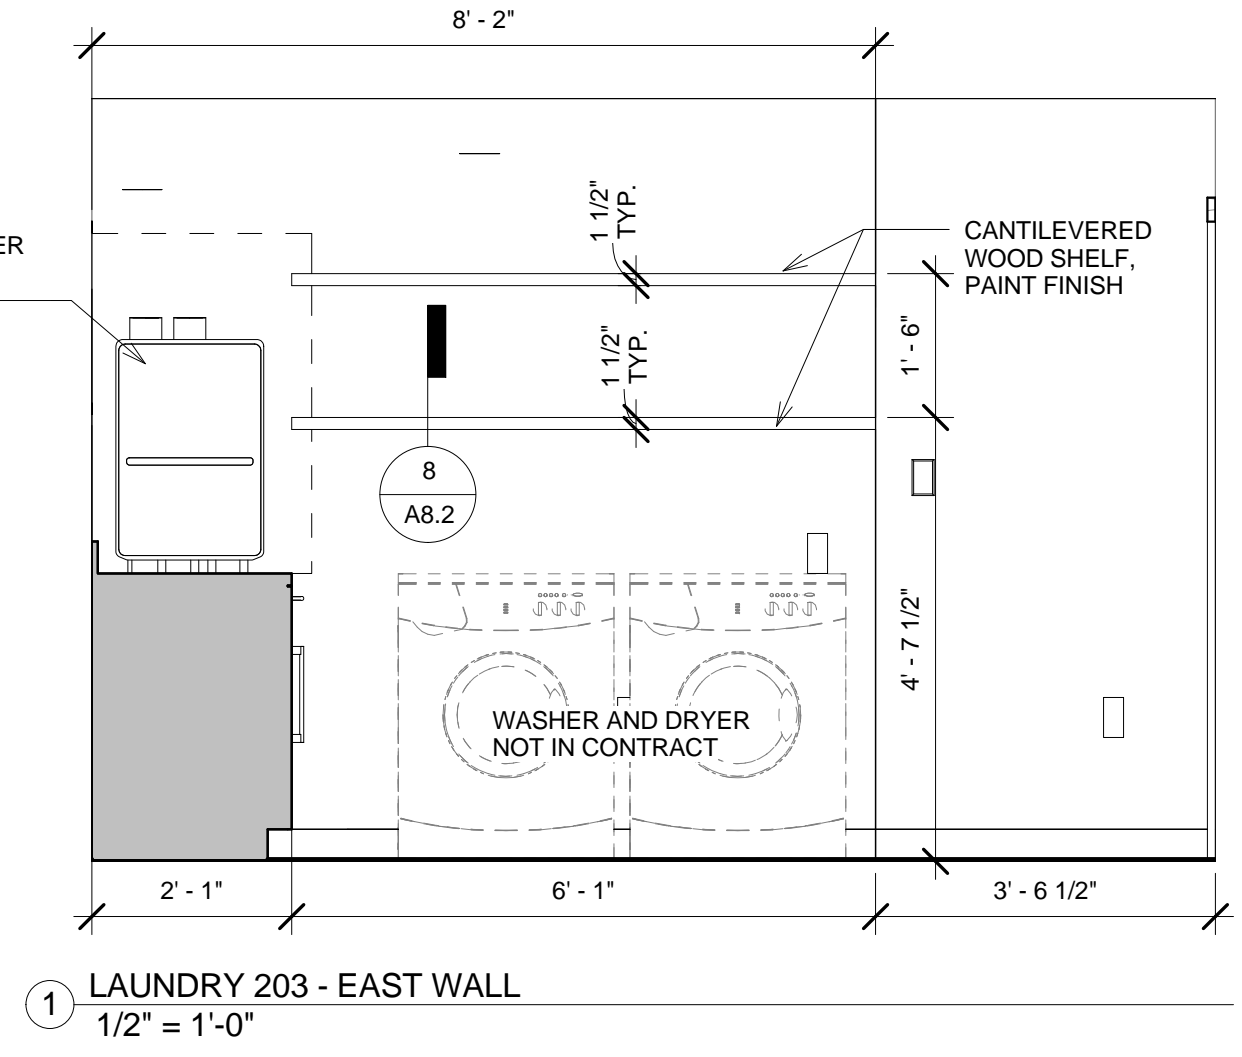 8' - 2"
1 1/2"
TYP.
ER
CANTILEVERED
WOOD SHELF,
PAINT FINISH
1 1/2"
TYP.
1' - 6"
8
A8.2
4' - 7 1/2"
WASHER AND DRYER
NOT IN CONTRACT
2' - 1"
6' - 1"
3' - 6 1/2"
1
LAUNDRY 203 - EAST WALL
1/2" = 1'-0"